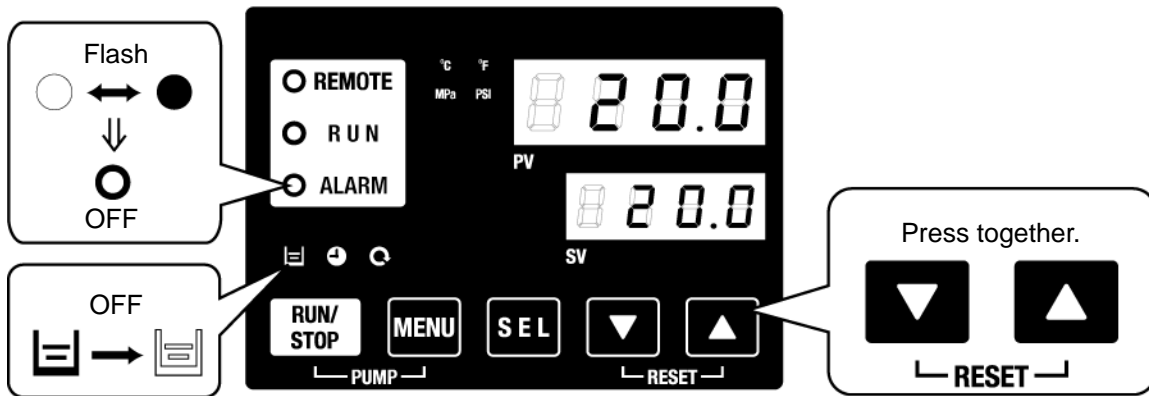 Flash
OFF
OFF
REMOTE
RUN
ALARM
°C °F
MPa PSI
20.0
PV
20.0
SV
RUN/
STOP
MENU
SEL
PUMP
RESET
Press together.
RESET